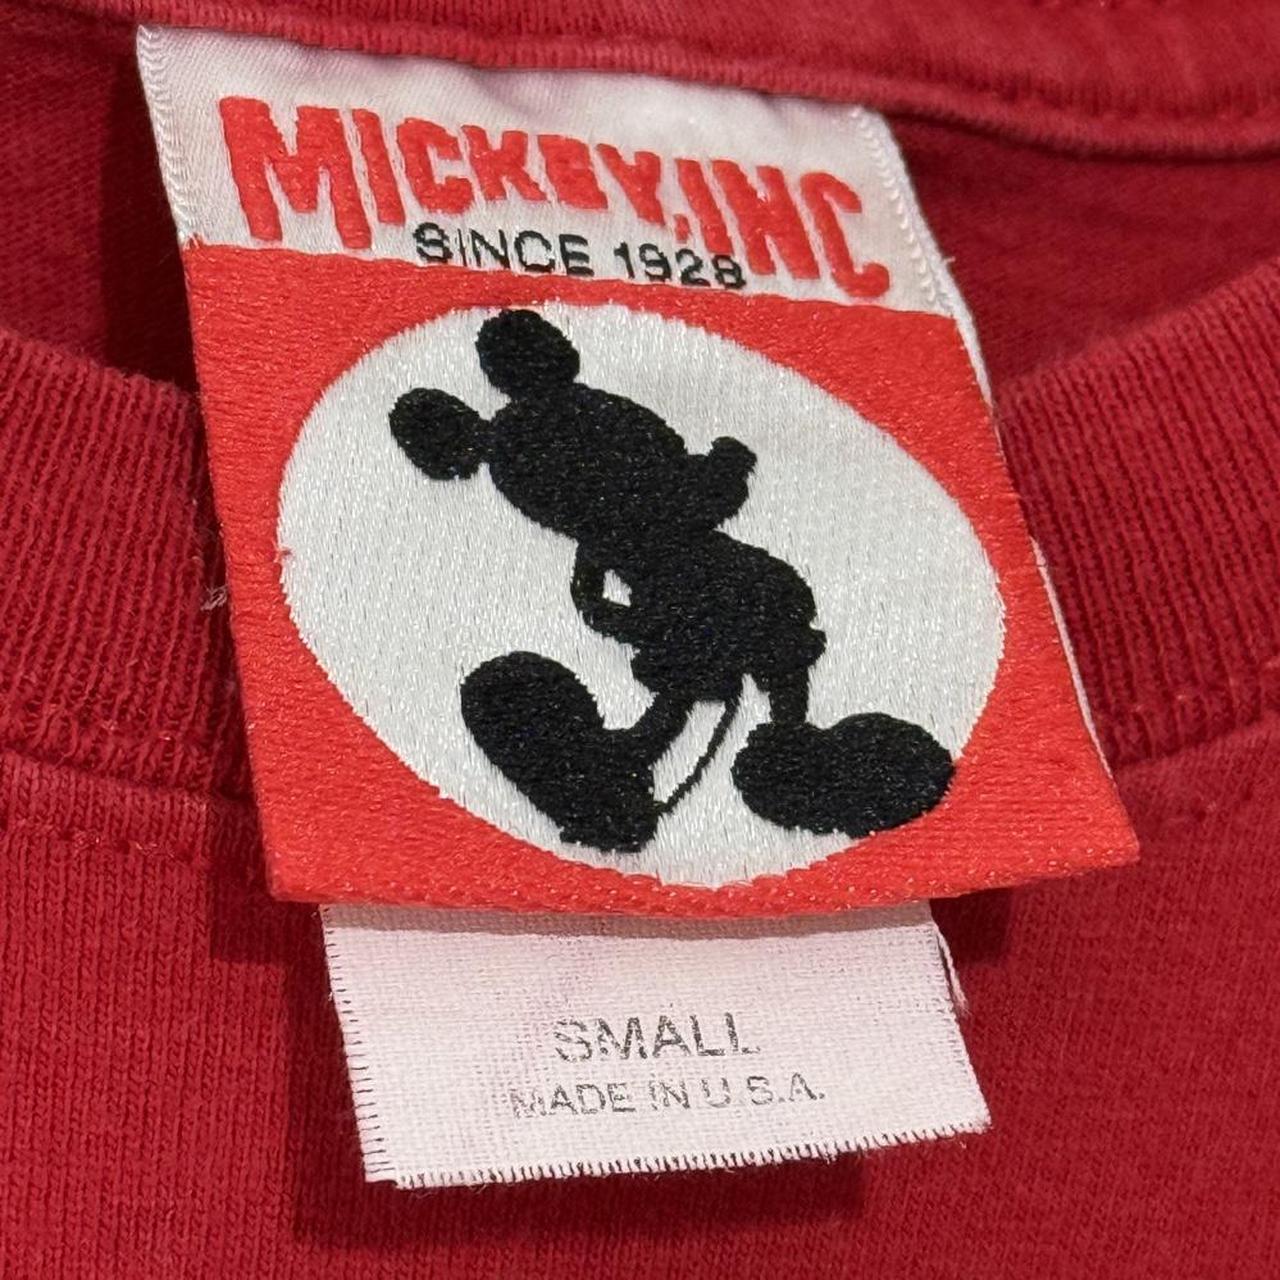 MICKEY, INC
SINCE 1928
SMALL
MADE IN U.S.A.